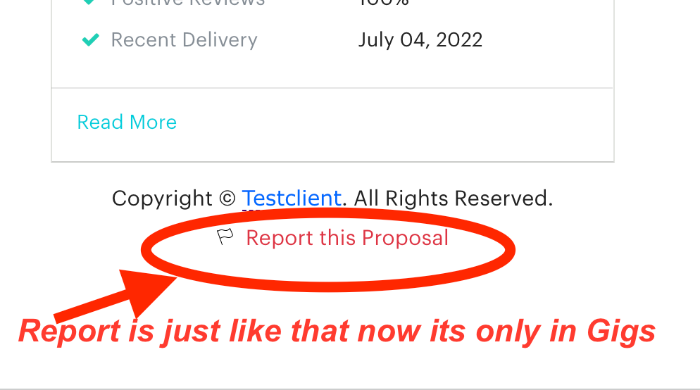 Positive Reviews 100%
Recent Delivery July 04, 2022
Read More
Copyright © Testclient. All Rights Reserved.
Report this Proposal
Report is just like that now its only in Gigs